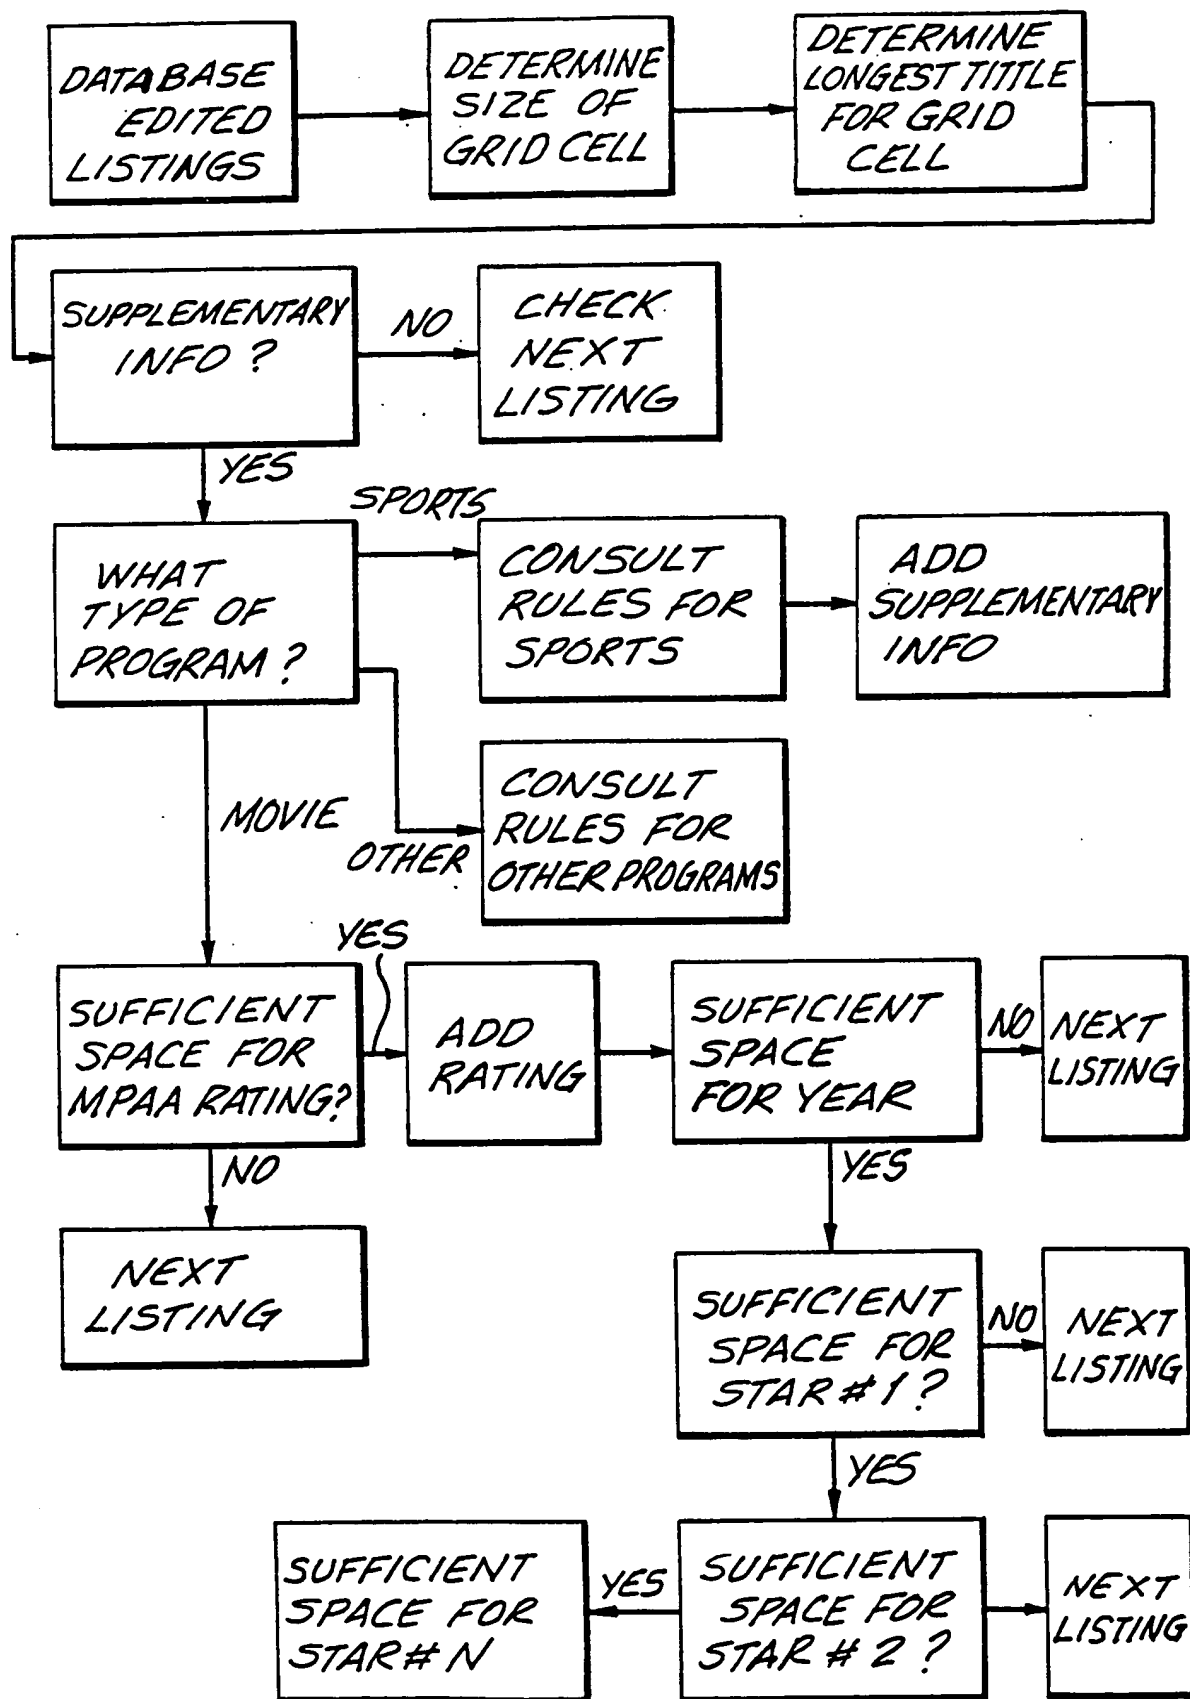 DATABASE
EDITED
LISTINGS
DETERMINE
SIZE OF
GRID CELL
DETERMINE
LONGEST TITTLE
FOR GRID
CELL
SUPPLEMENTARY
INFO ?
NO
CHECK
NEXT
LISTING
YES
WHAT
TYPE OF
PROGRAM ?
SPORTS
CONSULT
RULES FOR
SPORTS
ADD
SUPPLEMENTARY
INFO
OTHER
CONSULT
RULES FOR
OTHER PROGRAMS
MOVIE
SUFFICIENT
SPACE FOR
MPAA RATING?
YES
ADD
RATING
SUFFICIENT
SPACE
FOR YEAR
NO
NEXT
LISTING
NO
NEXT
LISTING
YES
SUFFICIENT
SPACE FOR
STAR # 1 ?
NO
NEXT
LISTING
YES
SUFFICIENT
SPACE FOR
STAR # 2 ?
NEXT
LISTING
YES
SUFFICIENT
SPACE FOR
STAR # N